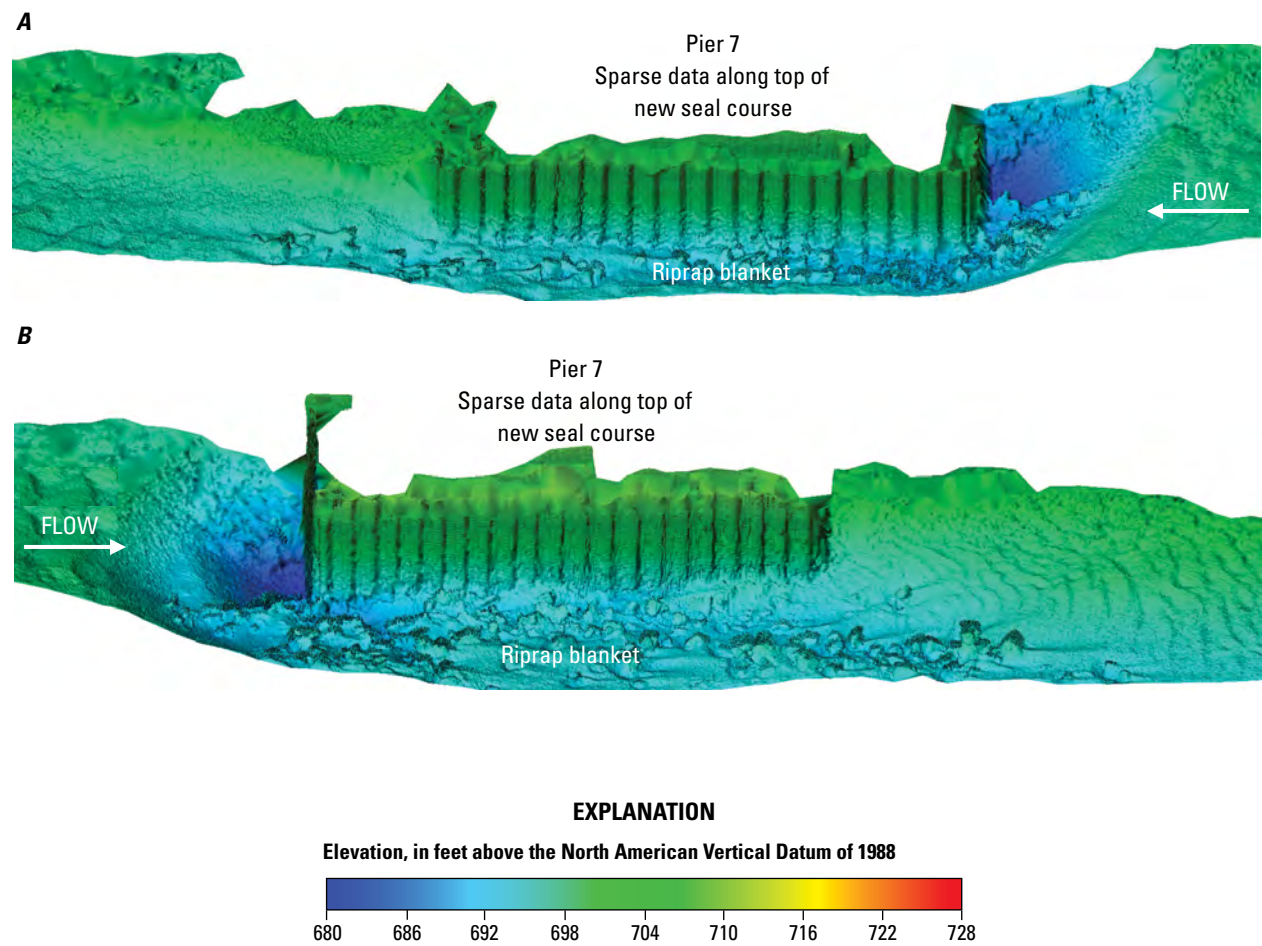 A
Pier 7
Sparse data along top of
new seal course
FLOW
Riprap blanket
B
Pier 7
Sparse data along top of
new seal course
FLOW
Riprap blanket
EXPLANATION
Elevation, in feet above the North American Vertical Datum of 1988
680 686 692 698 704 710 716 722 728